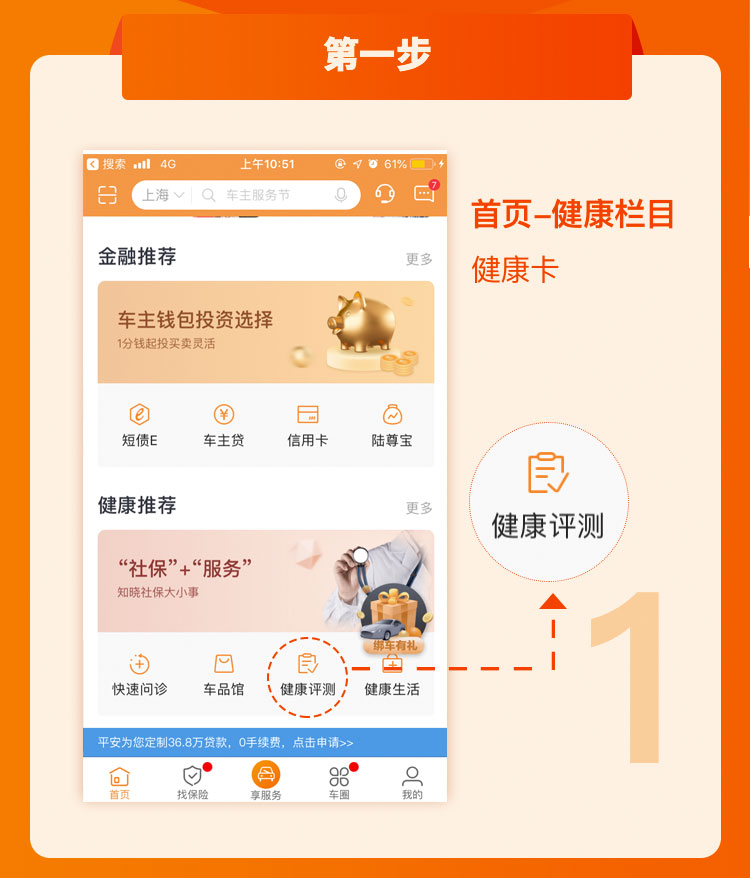 第一步
搜索 4G 上午10:51 61%
上海 车主服务节 7
首页-健康栏目
健康卡
金融推荐 更多
车主钱包投资选择
1分钱起投买卖灵活
短债E 车主贷 信用卡 陆尊宝
健康推荐 更多
“社保”+“服务”
知晓社保大小事
绑车有礼
快速问诊 车品馆 健康评测 健康生活
健康评测
1
平安为您定制36.8万贷款，0手续费，点击申请>>
首页 找保险 享服务 车圈 我的